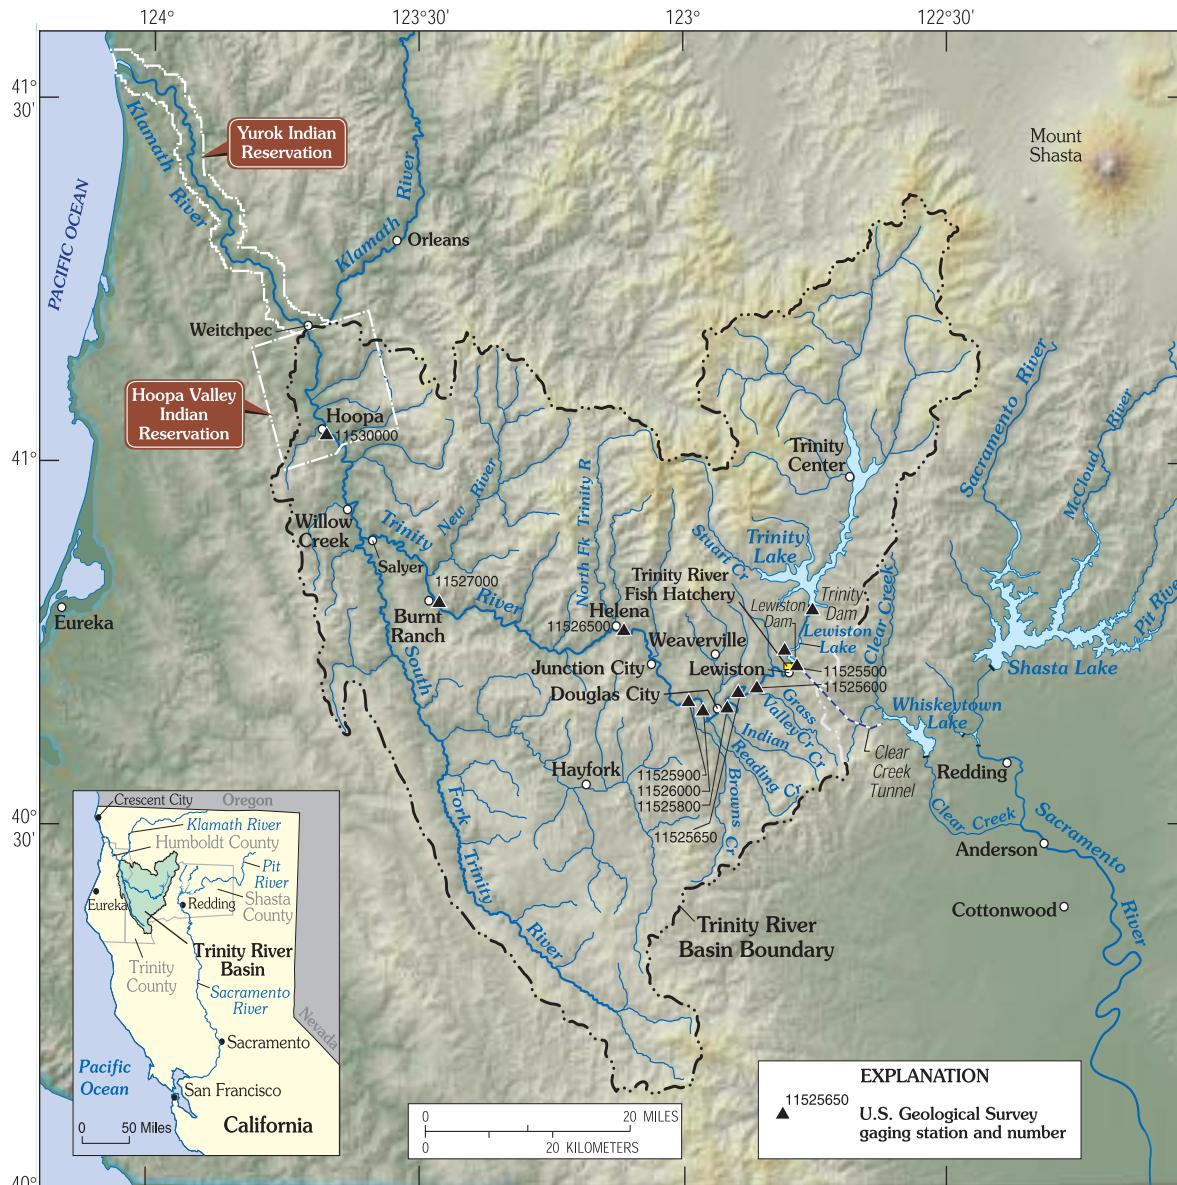 124°
123°30'
123°
122°30'
41°
30'
Klamath
River
Yurok Indian
Reservation
Mount
Shasta
PACIFIC OCEAN
Klamath
River
Orleans
Weitchpec
Hoopa Valley
Indian
Reservation
Hoopa
11530000
41°
Trinity
Center
Sacramento River
McCloud River
Pit River
Willow
Creek
Trinity
River
New River
North Fk Trinity R
Stuart Cr
Trinity
Lake
Salyer
11527000
Trinity River
Fish Hatchery
Lewiston
Dam
Trinity
Dam
Clear Creek
Burnt
Ranch
Helena
11526500
Weaverville
Lewiston
Lake
Eureka
Junction City
Lewiston
11525500
11525600
Shasta Lake
Douglas City
Grass
Valley Cr
Whiskeytown
Lake
Indian Cr
Reading Cr
Browns Cr
Clear
Creek
Tunnel
Hayfork
11525900
11526000
11525800
11525650
Redding
South
Fork
Trinity
River
40°
30'
Clear Creek
Sacramento
River
Anderson
Cottonwood
Trinity River
Basin Boundary
Crescent City
Oregon
Klamath River
Humboldt County
Pit
River
Eureka
Redding
Shasta
County
Trinity River
Basin
Trinity
County
Sacramento
River
Nevada
Sacramento
Pacific
Ocean
San Francisco
California
0 50 Miles
0 20 MILES
0 20 KILOMETERS
EXPLANATION
11525650
U.S. Geological Survey
gaging station and number
40°